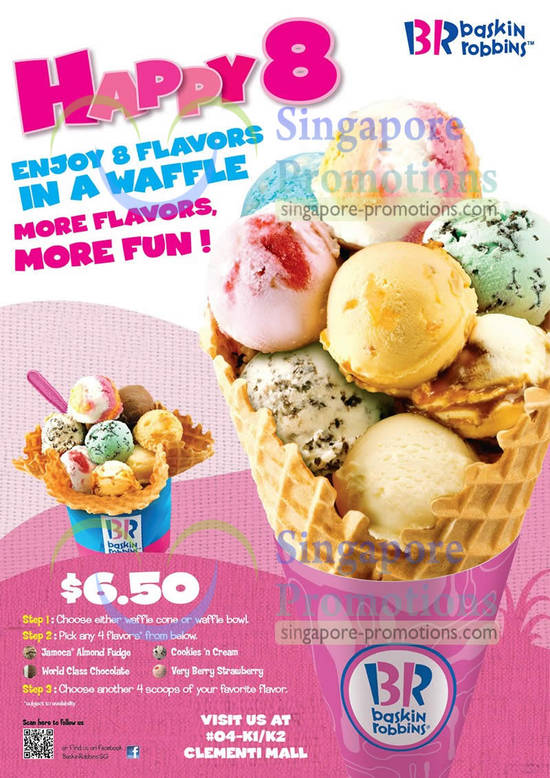 BR baskin
robbins™
HAPPY 8
ENJOY 8 FLAVORS
IN A WAFFLE
MORE FLAVORS,
MORE FUN !
Singapore
Promotions
singapore-promotions.com
BR
baskin
robbins
$6.50
Step 1 : Choose either waffle cone or waffle bowl.
Step 2 : Pick any 4 flavors* from below.
Jamoca® Almond Fudge
Cookies 'n Cream
World Class Chocolate
Very Berry Strawberry
Step 3 : Choose another 4 scoops of your favorite flavor.
*subject to availability
Singapore
Promotions
singapore-promotions.com
BR
baskin
robbins®
Scan here to follow us
or find us on Facebook
BaskinRobbinsSG
VISIT US AT
#04-K1/K2
CLEMENTI MALL